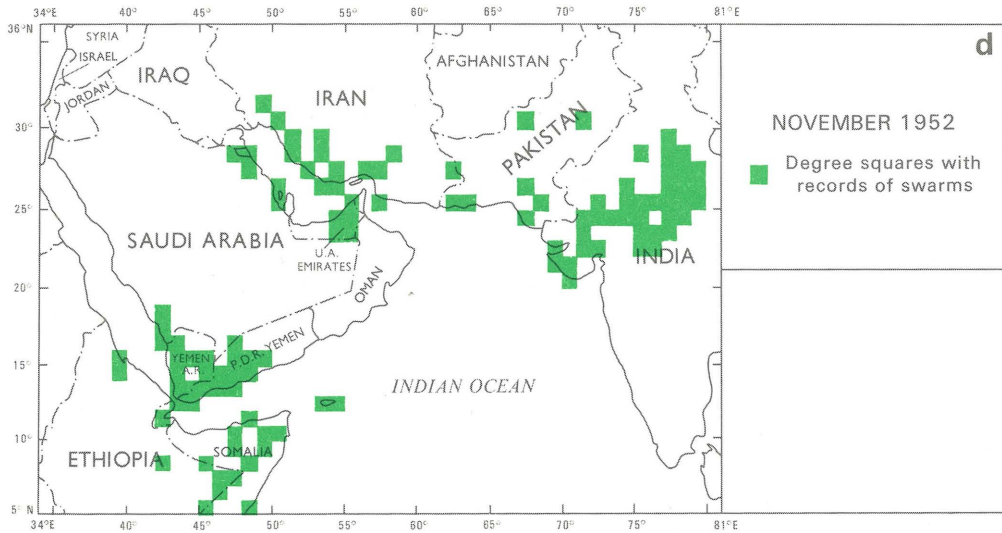 34°E 40° 45° 50° 55° 60° 65° 70° 75° 81°E
36°N
SYRIA
ISRAEL
JORDAN
IRAQ
IRAN
AFGHANISTAN
PAKISTAN
d
NOVEMBER 1952
Degree squares with
records of swarms
30°
25°
SAUDI ARABIA
U.A.
EMIRATES
OMAN
INDIA
20°
YEMEN
A.R.
P.D.R. YEMEN
15°
INDIAN OCEAN
10°
ETHIOPIA
SOMALIA
5°N
34°E 40° 45° 50° 55° 60° 65° 70° 75° 81°E